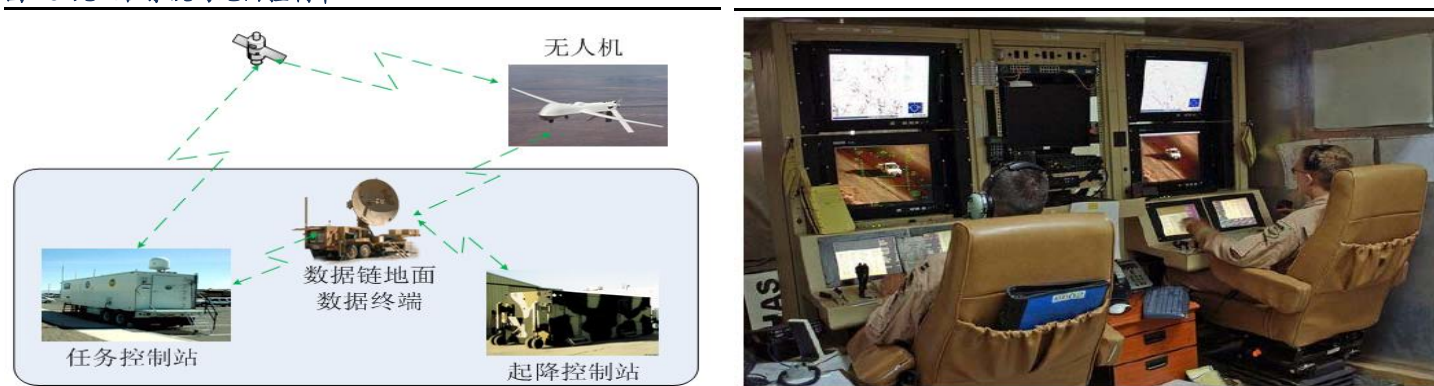 无人机
数据链地面
数据终端
任务控制站
起降控制站